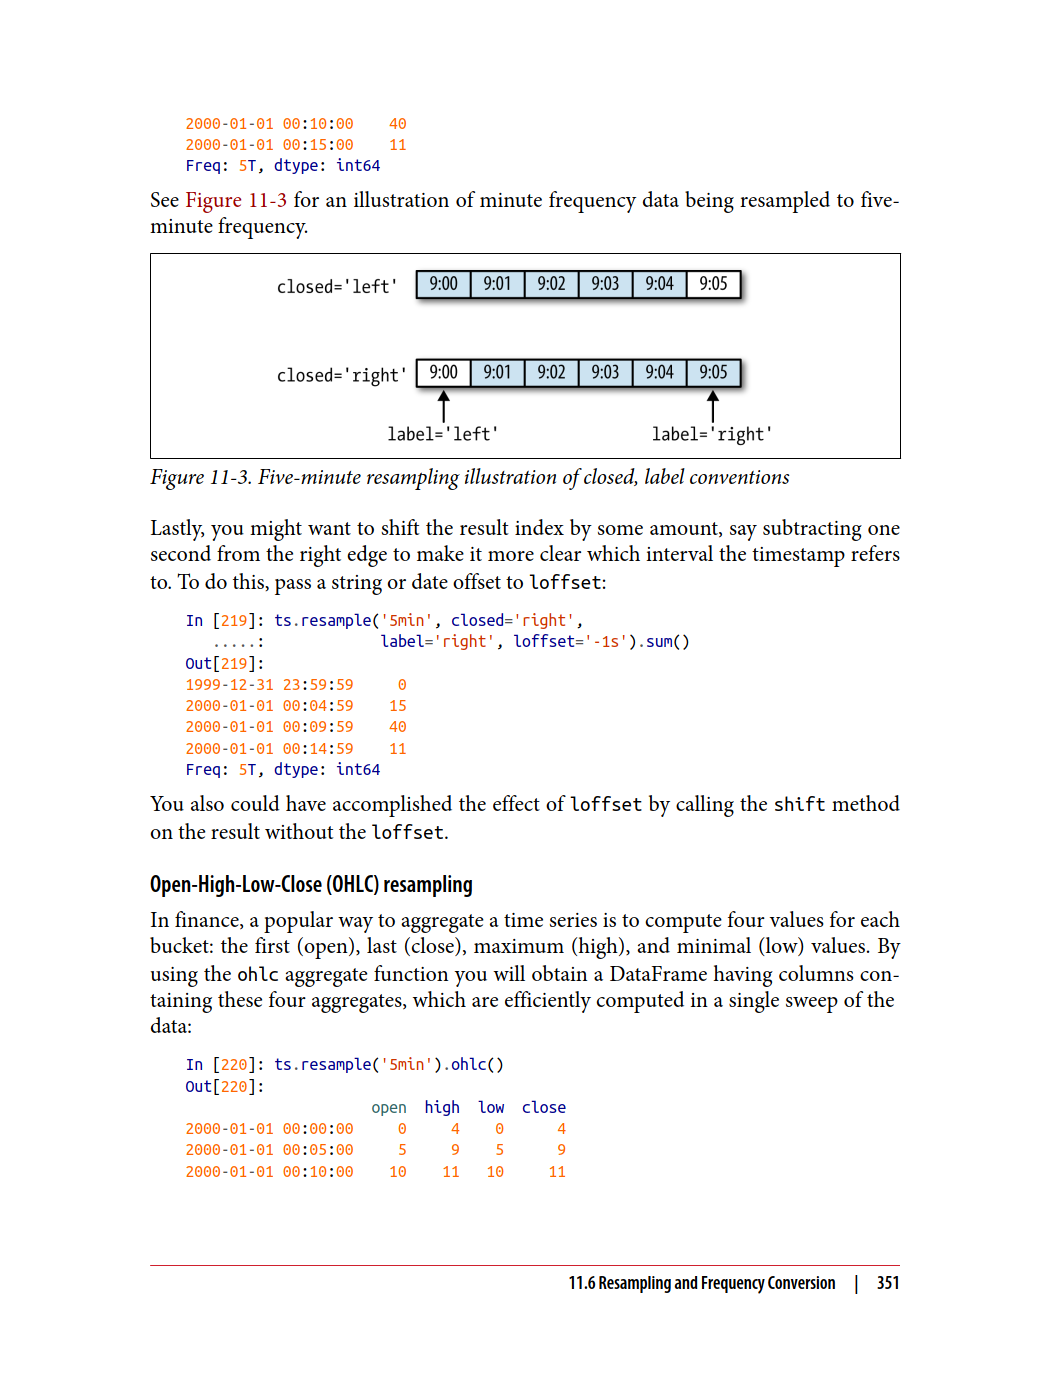 2000-01-01 00:10:00    40
2000-01-01 00:15:00    11
Freq: 5T, dtype: int64
See Figure 11-3 for an illustration of minute frequency data being resampled to five-
minute frequency.
closed='left' 9:00 9:01 9:02 9:03 9:04 9:05
closed='right' 9:00 9:01 9:02 9:03 9:04 9:05
label='left' label='right'
Figure 11-3. Five-minute resampling illustration of closed, label conventions
Lastly, you might want to shift the result index by some amount, say subtracting one
second from the right edge to make it more clear which interval the timestamp refers
to. To do this, pass a string or date offset to loffset:
In [219]: ts.resample('5min', closed='right',
   .....:             label='right', loffset='-1s').sum()
Out[219]:
1999-12-31 23:59:59     0
2000-01-01 00:04:59    15
2000-01-01 00:09:59    40
2000-01-01 00:14:59    11
Freq: 5T, dtype: int64
You also could have accomplished the effect of loffset by calling the shift method
on the result without the loffset.
Open-High-Low-Close (OHLC) resampling
In finance, a popular way to aggregate a time series is to compute four values for each
bucket: the first (open), last (close), maximum (high), and minimal (low) values. By
using the ohlc aggregate function you will obtain a DataFrame having columns con-
taining these four aggregates, which are efficiently computed in a single sweep of the
data:
In [220]: ts.resample('5min').ohlc()
Out[220]:
                     open  high  low  close
2000-01-01 00:00:00     0     4    0      4
2000-01-01 00:05:00     5     9    5      9
2000-01-01 00:10:00    10    11   10     11
11.6 Resampling and Frequency Conversion | 351